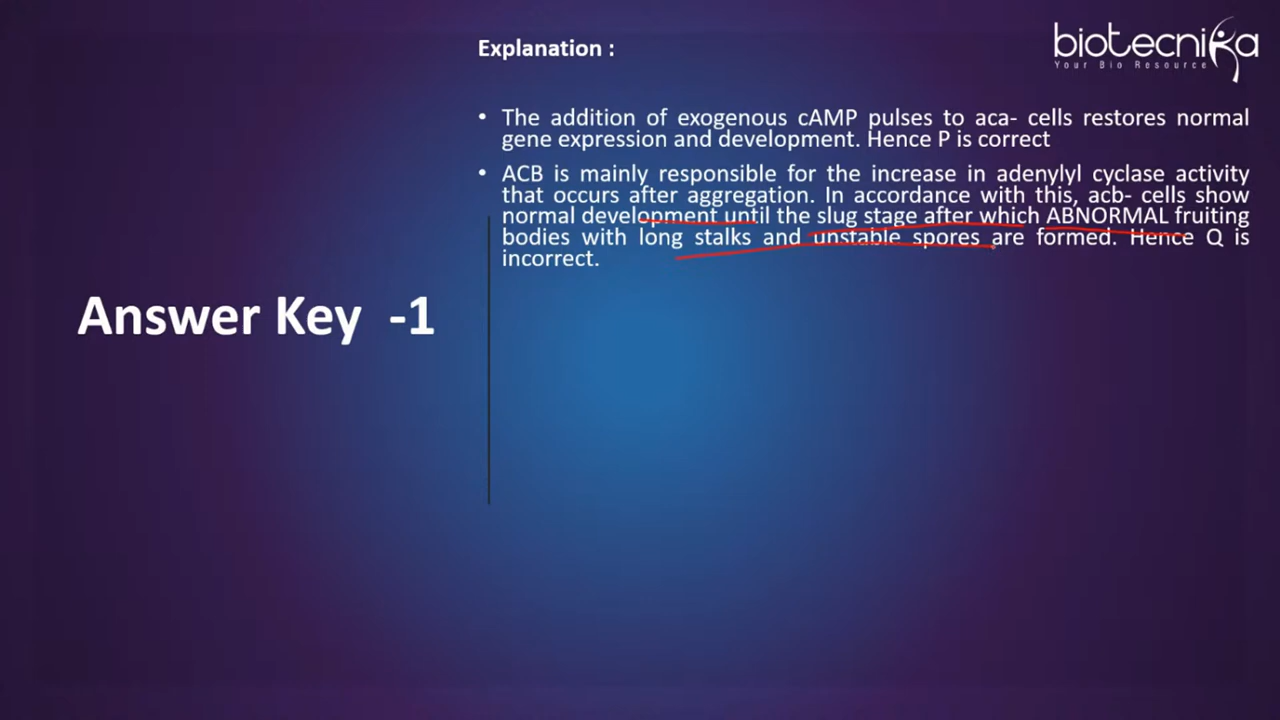 biotecnika
Your Bio Resource
Explanation :
• The addition of exogenous cAMP pulses to aca- cells restores normal
gene expression and development. Hence P is correct
• ACB is mainly responsible for the increase in adenylyl cyclase activity
that occurs after aggregation. In accordance with this, acb- cells show
normal development until the slug stage after which ABNORMAL fruiting
bodies with long stalks and unstable spores are formed. Hence Q is
incorrect.
Answer Key -1